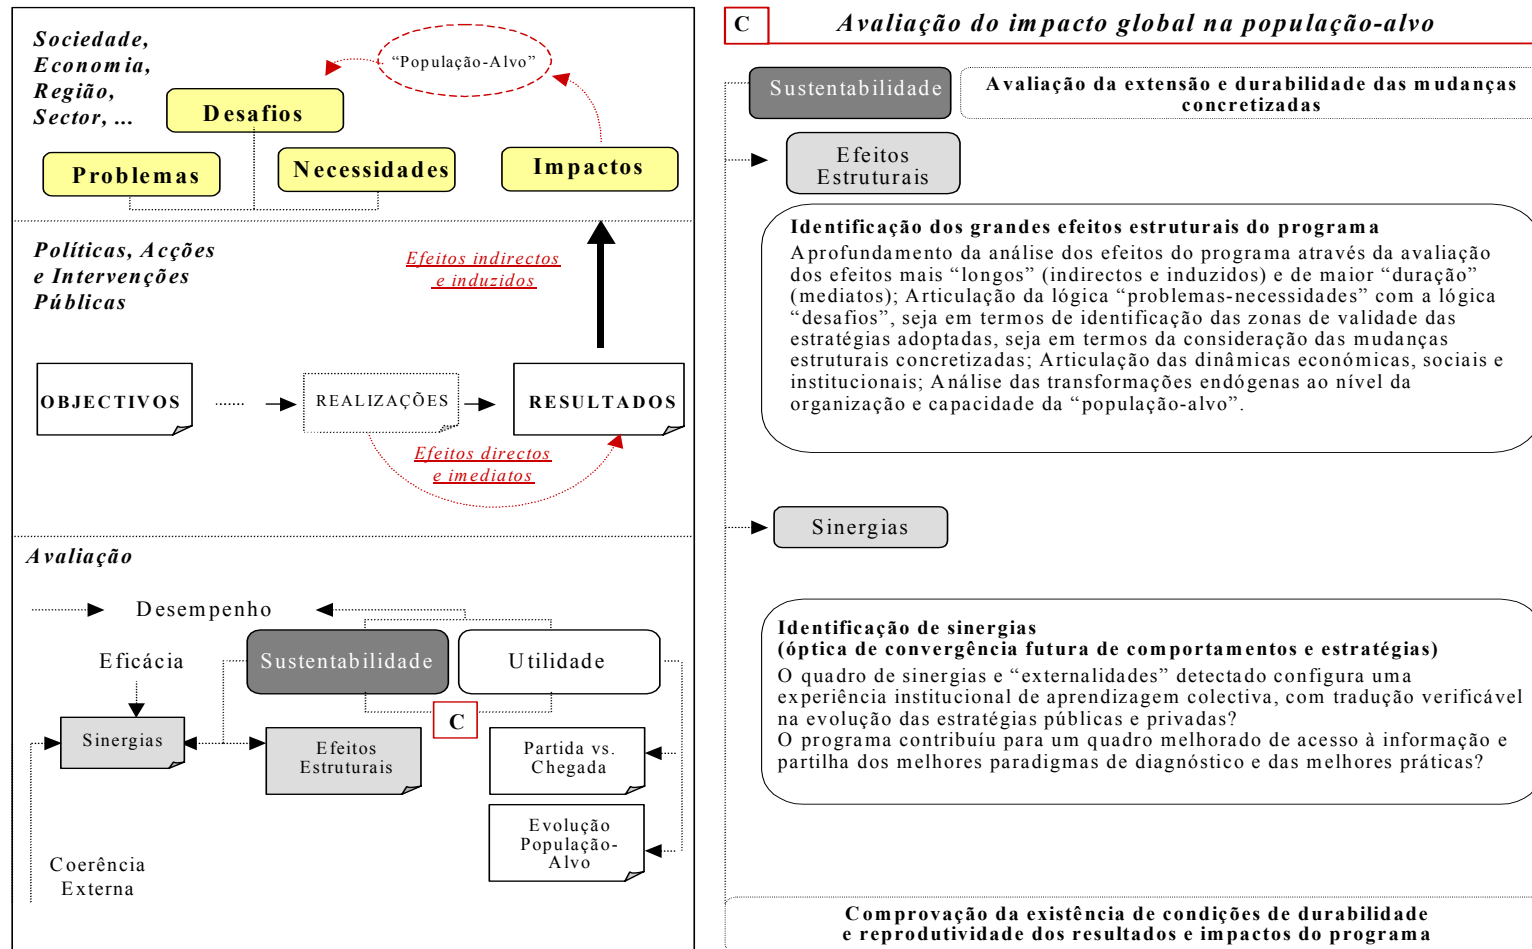 Sociedade,
Economia,
Região,
Sector, ...
“População-Alvo”
Desafios
Problemas
Necessidades
Impactos
Políticas, Acções
e Intervenções
Públicas
Efeitos indirectos
e induzidos
OBJECTIVOS
......
REALIZAÇÕES
RESULTADOS
Efeitos directos
e imediatos
Avaliação
Desempenho
Eficácia
Sustentabilidade
Utilidade
C
Sinergias
Efeitos
Estruturais
Partida vs.
Chegada
Evolução
População-
Alvo
Coerência
Externa
C
Avaliação do impacto global na população-alvo
Sustentabilidade
Avaliação da extensão e durabilidade das mudanças
concretizadas
Efeitos
Estruturais
Identificação dos grandes efeitos estruturais do programa
Aprofundamento da análise dos efeitos do programa através da avaliação
dos efeitos mais “longos” (indirectos e induzidos) e de maior “duração”
(mediatos); Articulação da lógica “problemas-necessidades” com a lógica
“desafios”, seja em termos de identificação das zonas de validade das
estratégias adoptadas, seja em termos da consideração das mudanças
estruturais concretizadas; Articulação das dinâmicas económicas, sociais e
institucionais; Análise das transformações endógenas ao nível da
organização e capacidade da “população-alvo”.
Sinergias
Identificação de sinergias
(óptica de convergência futura de comportamentos e estratégias)
O quadro de sinergias e “externalidades” detectado configura uma
experiência institucional de aprendizagem colectiva, com tradução verificável
na evolução das estratégias públicas e privadas?
O programa contribuíu para um quadro melhorado de acesso à informação e
partilha dos melhores paradigmas de diagnóstico e das melhores práticas?
Comprovação da existência de condições de durabilidade
e reprodutividade dos resultados e impactos do programa